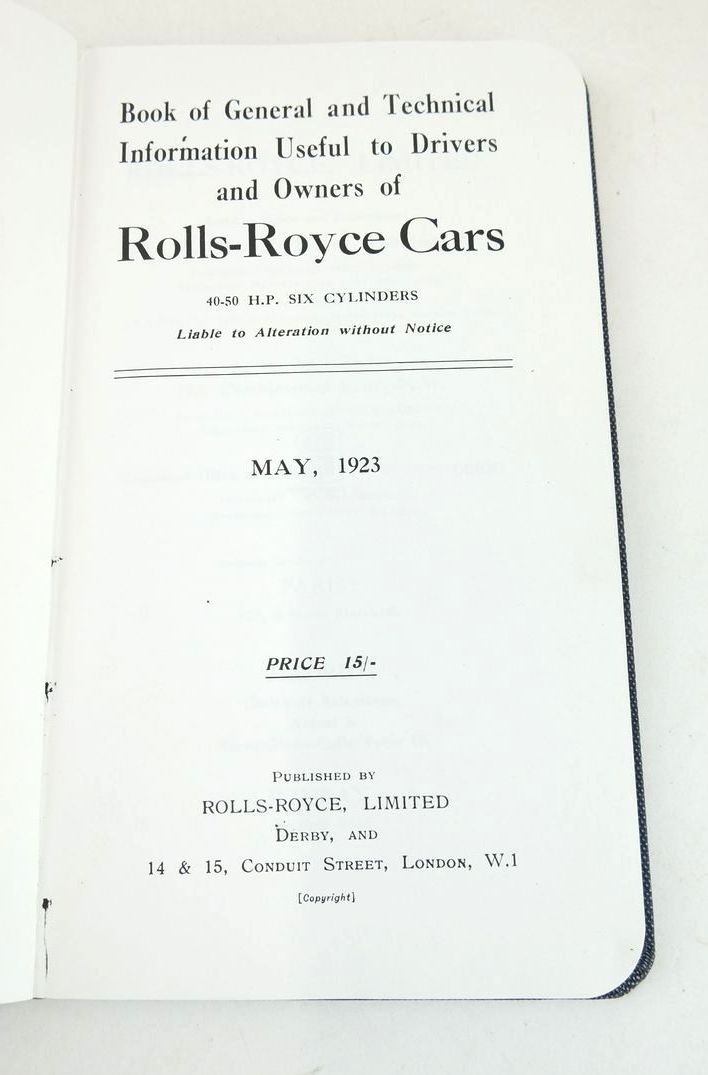 Book of General and Technical
Information Useful to Drivers
and Owners of
Rolls-Royce Cars
40-50 H.P. SIX CYLINDERS
Liable to Alteration without Notice
MAY, 1923
PRICE 15/-
PUBLISHED BY
ROLLS-ROYCE, LIMITED
DERBY, AND
14 & 15, CONDUIT STREET, LONDON, W.1
[Copyright]